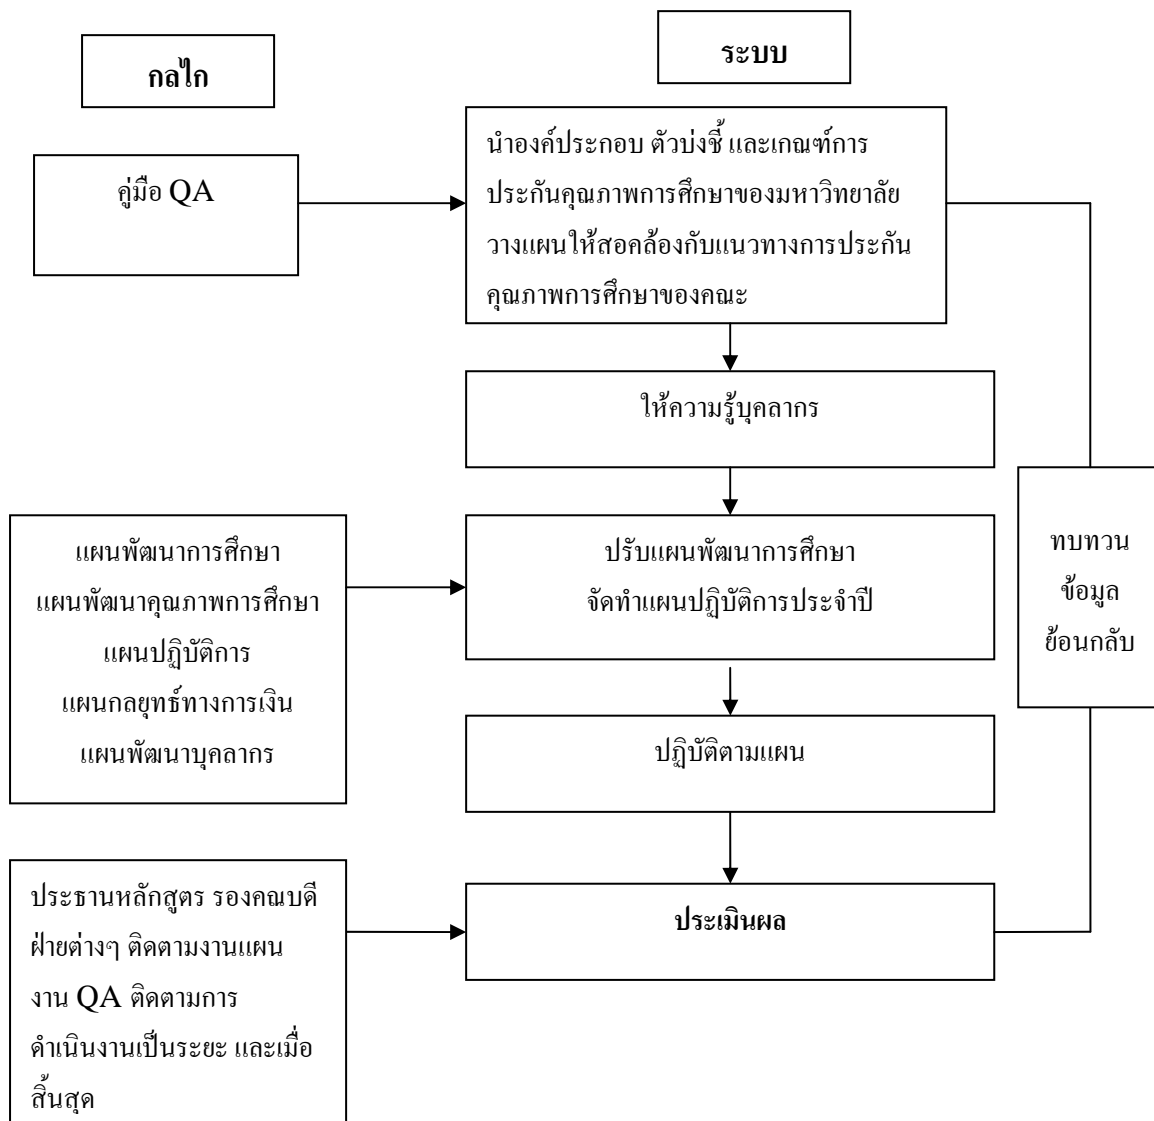 กลไก
ระบบ
คู่มือ QA
นำองค์ประกอบ ตัวบ่งชี้ และเกณฑ์การ
ประกันคุณภาพการศึกษาของมหาวิทยาลัย
วางแผนให้สอดคล้องกับแนวทางการประกัน
คุณภาพการศึกษาของคณะ
ให้ความรู้บุคลากร
แผนพัฒนาการศึกษา
แผนพัฒนาคุณภาพการศึกษา
แผนปฏิบัติการ
แผนกลยุทธ์ทางการเงิน
แผนพัฒนาบุคลากร
ปรับแผนพัฒนาการศึกษา
จัดทำแผนปฏิบัติการประจำปี
ทบทวน
ข้อมูล
ย้อนกลับ
ปฏิบัติตามแผน
ประธานหลักสูตร รองคณบดี
ฝ่ายต่างๆ ติดตามงานแผน
งาน QA ติดตามการ
ดำเนินงานเป็นระยะ และเมื่อ
สิ้นสุด
ประเมินผล